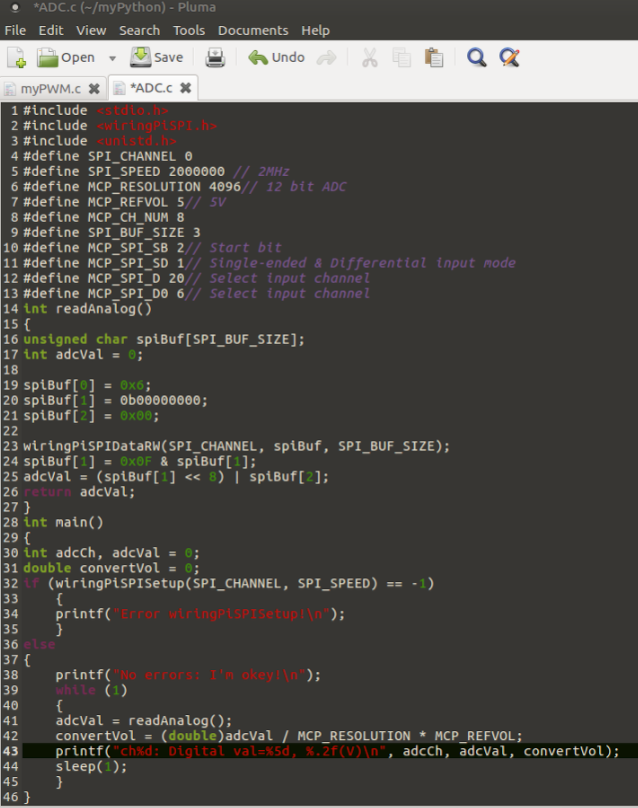 *ADC.c (~/myPython) - Pluma
File Edit View Search Tools Documents Help
Open Save Undo
myPWM.c *ADC.c
1 #include <stdio.h>
2 #include <wiringPiSPI.h>
3 #include <unistd.h>
4 #define SPI_CHANNEL 0
5 #define SPI_SPEED 2000000 // 2MHz
6 #define MCP_RESOLUTION 4096// 12 bit ADC
7 #define MCP_REFVOL 5// 5V
8 #define MCP_CH_NUM 8
9 #define SPI_BUF_SIZE 3
10 #define MCP_SPI_SB 2// Start bit
11 #define MCP_SPI_SD 1// Single-ended & Differential input mode
12 #define MCP_SPI_D 20// Select input channel
13 #define MCP_SPI_D0 6// Select input channel
14 int readAnalog()
15 {
16 unsigned char spiBuf[SPI_BUF_SIZE];
17 int adcVal = 0;
18
19 spiBuf[0] = 0x6;
20 spiBuf[1] = 0b00000000;
21 spiBuf[2] = 0x00;
22
23 wiringPiSPIDataRW(SPI_CHANNEL, spiBuf, SPI_BUF_SIZE);
24 spiBuf[1] = 0x0F & spiBuf[1];
25 adcVal = (spiBuf[1] << 8) | spiBuf[2];
26 return adcVal;
27 }
28 int main()
29 {
30 int adcCh, adcVal = 0;
31 double convertVol = 0;
32 if (wiringPiSPISetup(SPI_CHANNEL, SPI_SPEED) == -1)
33 {
34 printf("Error wiringPiSPISetup!\n");
35 }
36 else
37 {
38 printf("No errors: I'm okey!\n");
39 while (1)
40 {
41 adcVal = readAnalog();
42 convertVol = (double)adcVal / MCP_RESOLUTION * MCP_REFVOL;
43 printf("ch%d: Digital val=%5d, %.2f(V)\n", adcCh, adcVal, convertVol);
44 sleep(1);
45 }
46 }